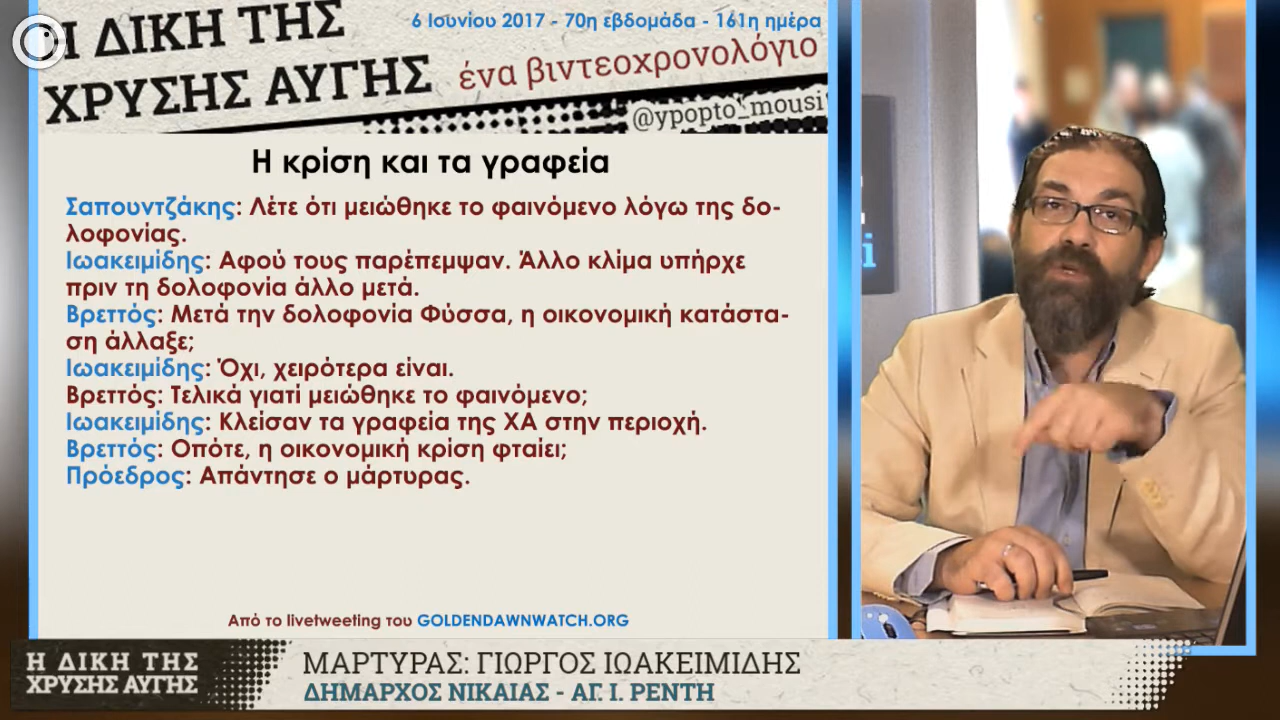 Η ΔΙΚΗ ΤΗΣ
ΧΡΥΣΗΣ ΑΥΓΗΣ
6 Ιουνίου 2017 - 70η εβδομάδα - 161η ημέρα
ένα βιντεοχρονολόγιο
@ypopto_mousi
Η κρίση και τα γραφεία
Σαπουντζάκης: Λέτε ότι μειώθηκε το φαινόμενο λόγω της δο-
λοφονίας.
Ιωακειμίδης: Αφού τους παρέπεμψαν. Άλλο κλίμα υπήρχε
πριν τη δολοφονία άλλο μετά.
Βρεττός: Μετά την δολοφονία Φύσσα, η οικονομική κατάστα-
ση άλλαξε;
Ιωακειμίδης: Όχι, χειρότερα είναι.
Βρεττός: Τελικά γιατί μειώθηκε το φαινόμενο;
Ιωακειμίδης: Κλείσαν τα γραφεία της ΧΑ στην περιοχή.
Βρεττός: Οπότε, η οικονομική κρίση φταίει;
Πρόεδρος: Απάντησε ο μάρτυρας.
Από το livetweeting του GOLDENDAWNWATCH.ORG
Η ΔΙΚΗ ΤΗΣ
ΧΡΥΣΗΣ ΑΥΓΗΣ
ΜΑΡΤΥΡΑΣ: ΓΙΩΡΓΟΣ ΙΩΑΚΕΙΜΙΔΗΣ
ΔΗΜΑΡΧΟΣ ΝΙΚΑΙΑΣ - ΑΓ. Ι. ΡΕΝΤΗ